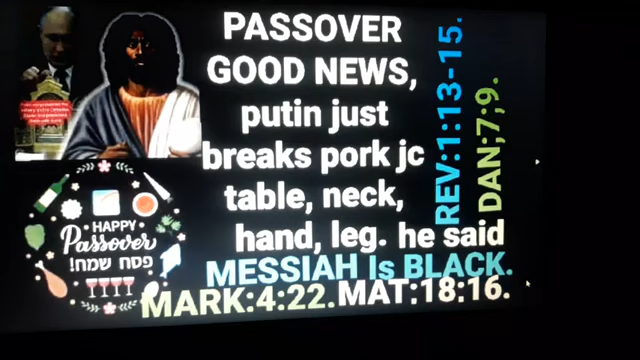 PASSOVER
GOOD NEWS,
putin just
breaks pork jc
table, neck,
hand, leg. he said
MESSIAH Is BLACK.
MARK:4:22.MAT:18:16.
REV:1:13-15.
DAN;7;9.
HAPPY
Passover
פסח שמח!